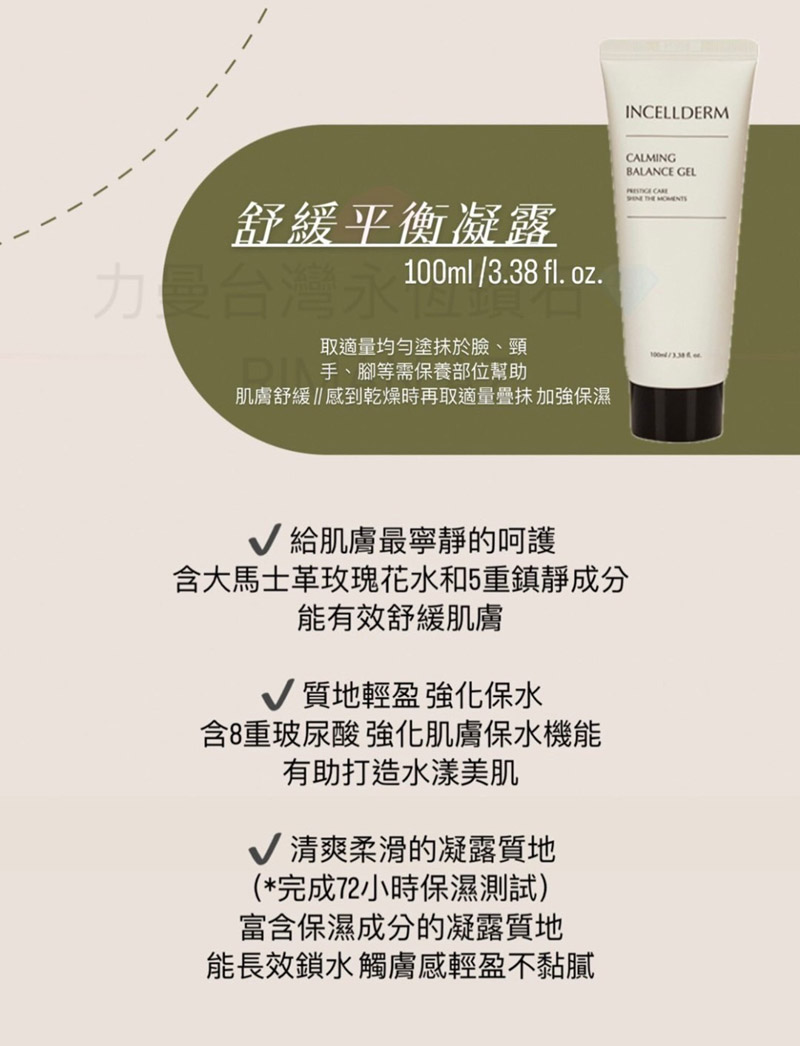 INCELLDERM
CALMING
BALANCE GEL
PRESTIGE CARE
SHINE THE MOMENTS
100ml / 3.38 fl. oz.
舒緩平衡凝露
100ml /3.38 fl. oz.
力曼台灣永恆鑽石
取適量均勻塗抹於臉、頸
手、腳等需保養部位幫助
肌膚舒緩//感到乾燥時再取適量疊抹 加強保濕
✓ 給肌膚最寧靜的呵護
含大馬士革玫瑰花水和5重鎮靜成分
能有效舒緩肌膚
✓ 質地輕盈 強化保水
含8重玻尿酸 強化肌膚保水機能
有助打造水漾美肌
✓ 清爽柔滑的凝露質地
(*完成72小時保濕測試)
富含保濕成分的凝露質地
能長效鎖水 觸膚感輕盈不黏膩